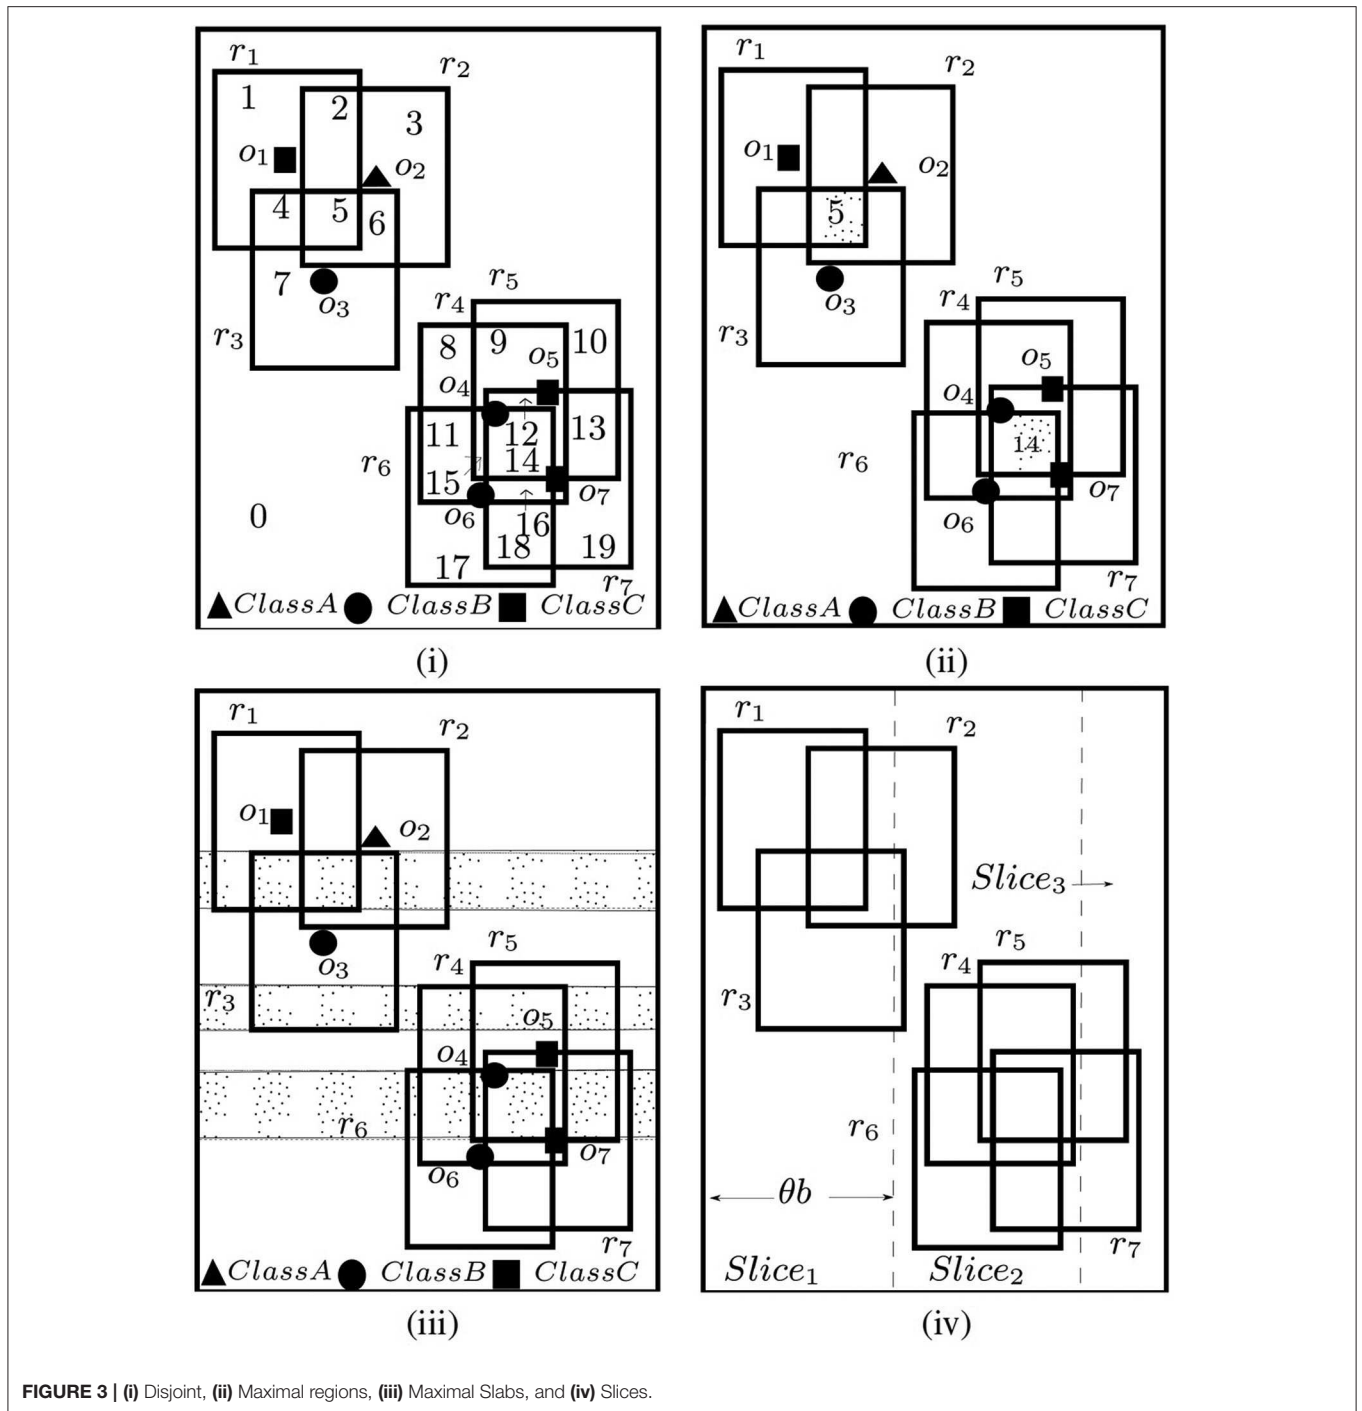 r1
r2
1
2
3
o1
o2
4
5
6
7
o3
r3
r5
r4
8
9
10
o5
o4
11
12
13
r6
14
15
o7
o6
0
16
18
19
17
r7
ClassA ClassB ClassC
(i)
r1
r2
o1
o2
5
o3
r5
r4
r3
o5
o4
14
r6
o7
o6
r7
ClassA ClassB ClassC
(ii)
r1
r2
o1
o2
r5
o3
r4
r3
o5
o4
r6
o7
o6
r7
ClassA ClassB ClassC
(iii)
r1
r2
Slice3
r5
r4
r3
r6
θb
r7
Slice1
Slice2
(iv)
FIGURE 3 | (i) Disjoint, (ii) Maximal regions, (iii) Maximal Slabs, and (iv) Slices.